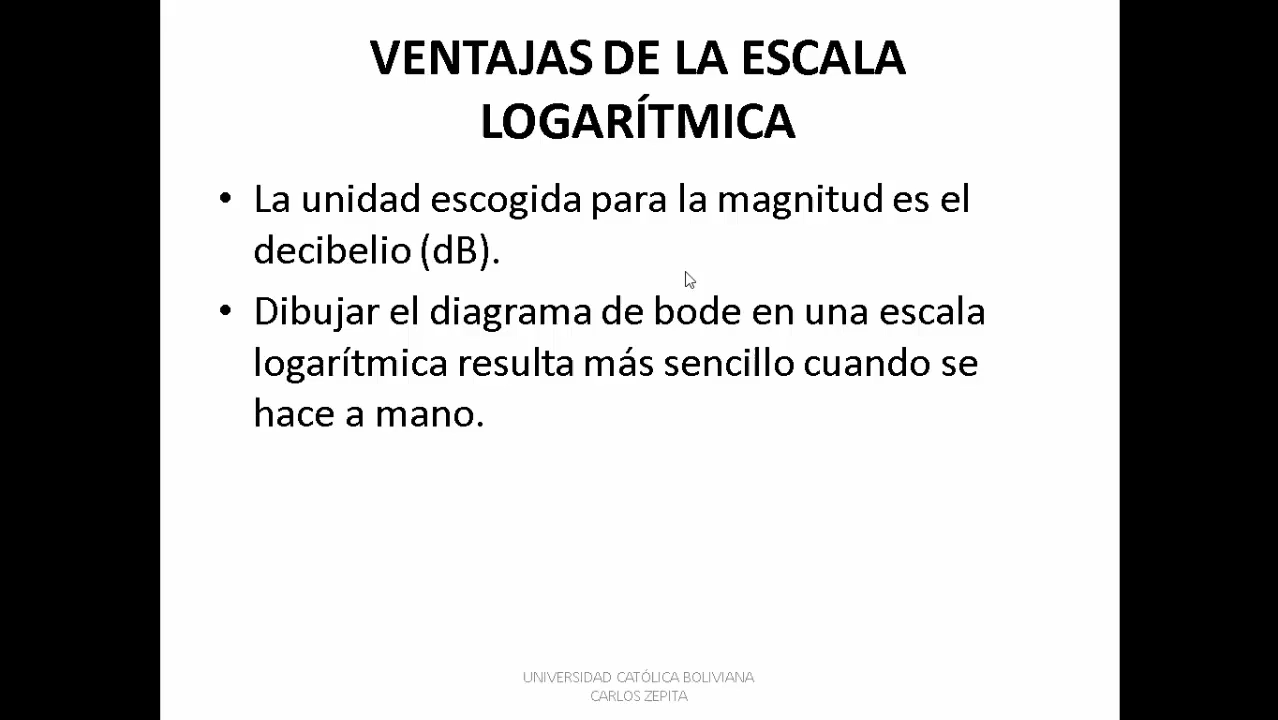 VENTAJAS DE LA ESCALA
LOGARÍTMICA
• La unidad escogida para la magnitud es el
decibelio (dB).
• Dibujar el diagrama de bode en una escala
logarítmica resulta más sencillo cuando se
hace a mano.
UNIVERSIDAD CATÓLICA BOLIVIANA
CARLOS ZEPITA